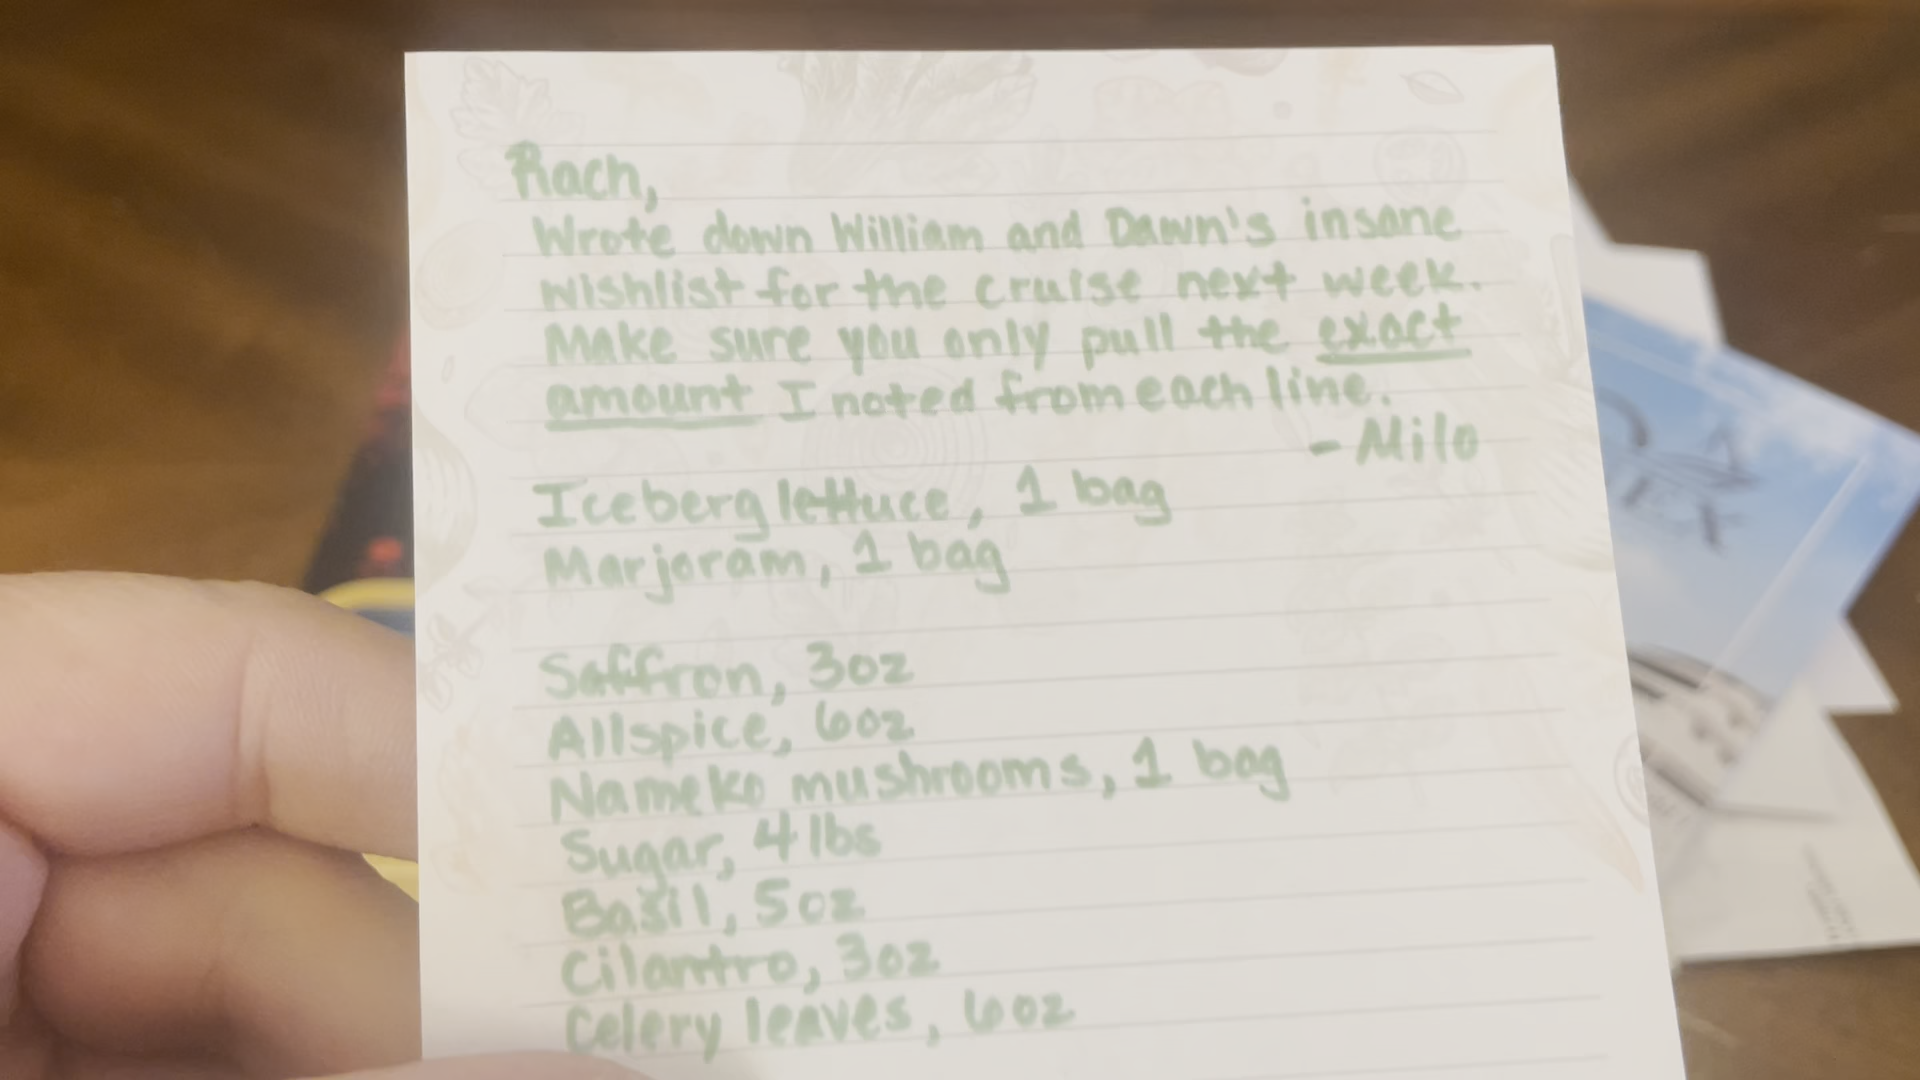 Rach,
Wrote down William and Dawn's insane
wishlist for the cruise next week.
Make sure you only pull the exact
amount I noted from each line.
- Milo
Iceberg lettuce, 1 bag
Marjoram, 1 bag
Saffron, 3oz
Allspice, 6oz
Nameko mushrooms, 1 bag
Sugar, 4 lbs
Basil, 5oz
Cilantro, 3oz
Celery leaves, 6oz